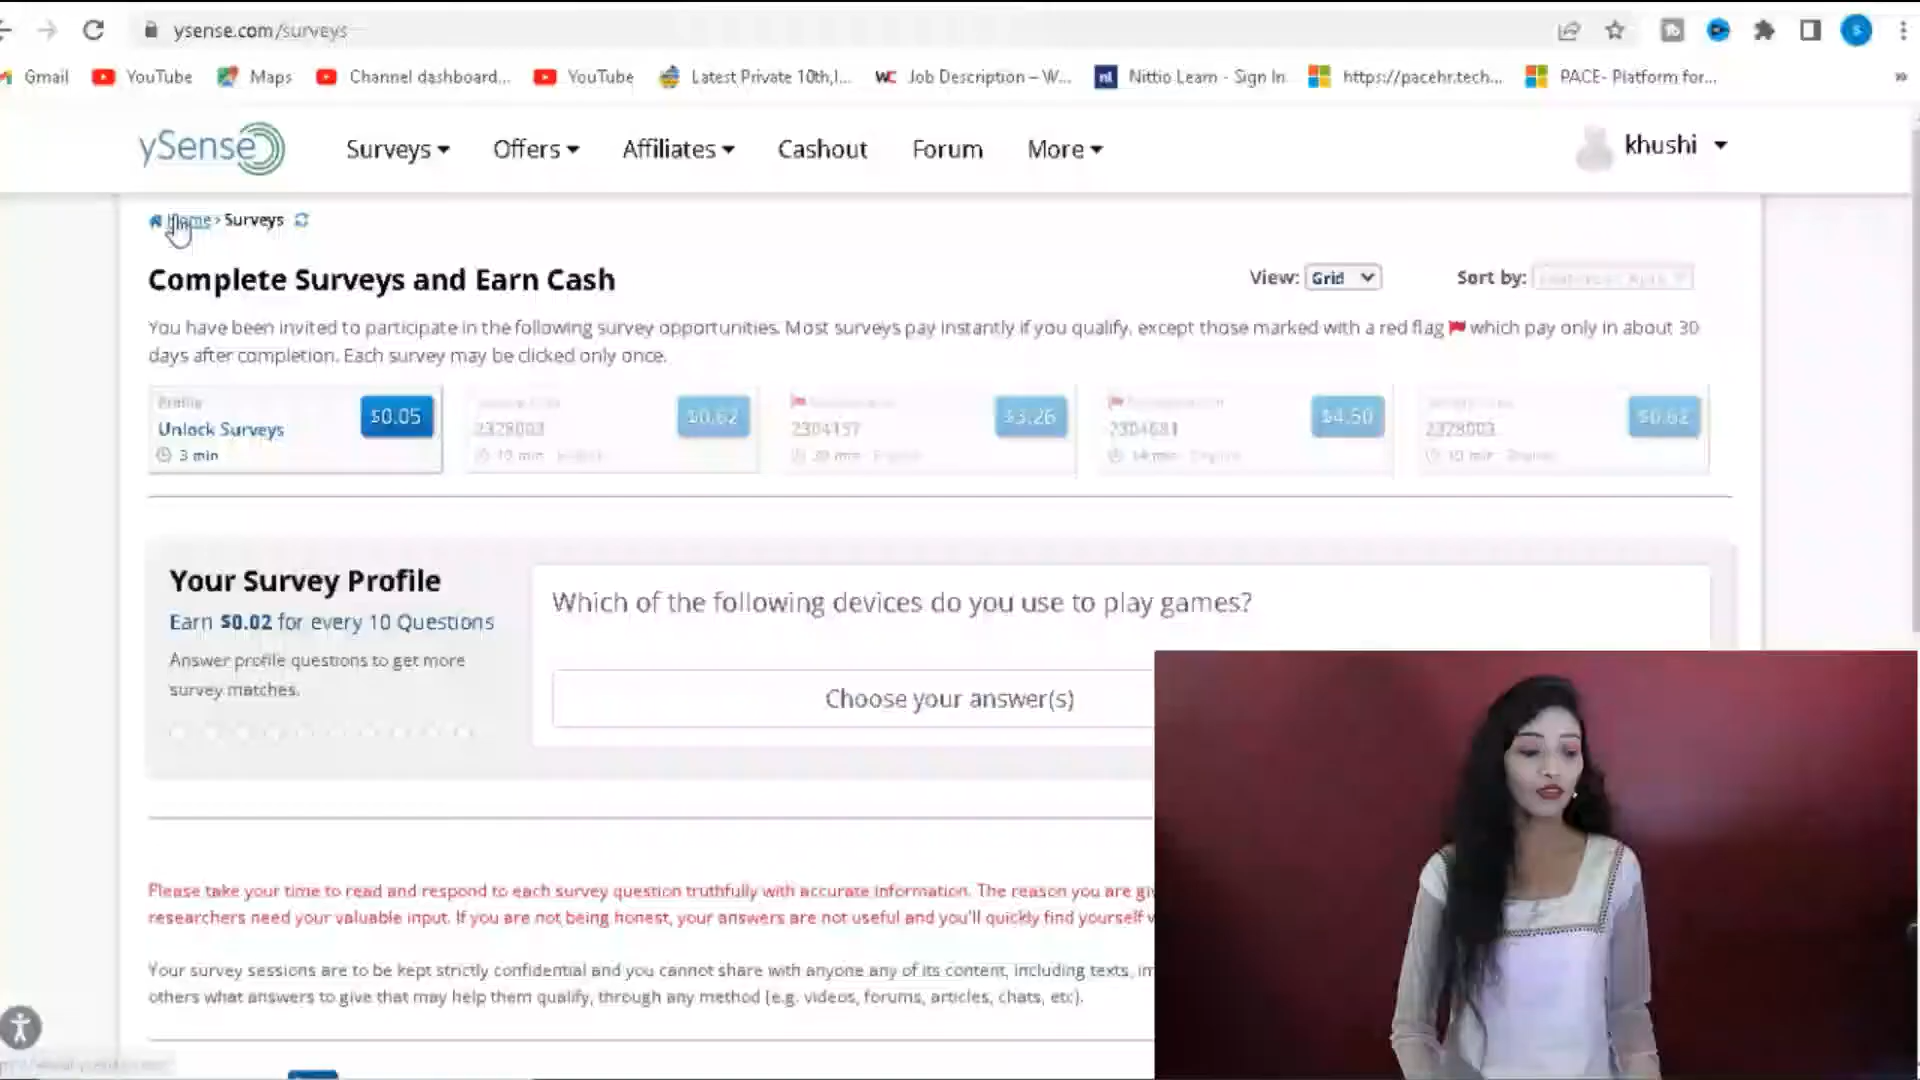 ysense.com/surveys
Gmail YouTube Maps Channel dashboard... YouTube Latest Private 10th,I... WC Job Description – W... nl Nittio Learn - Sign In https://pacehr.tech... PACE- Platform for... »
ySense Surveys Offers Affiliates Cashout Forum More khushi
Home › Surveys
Complete Surveys and Earn Cash View: Grid Sort by:
You have been invited to participate in the following survey opportunities. Most surveys pay instantly if you qualify, except those marked with a red flag which pay only in about 30
days after completion. Each survey may be clicked only once.
Profile $0.05 $0.62 $3.26 $4.50 $0.62
Unlock Surveys 2328003 2304157 2304681 2328003
3 min
Your Survey Profile
Which of the following devices do you use to play games?
Earn $0.02 for every 10 Questions
Answer profile questions to get more
survey matches.
Choose your answer(s)
Please take your time to read and respond to each survey question truthfully with accurate information. The reason you are
researchers need your valuable input. If you are not being honest, your answers are not useful and you'll quickly find yourself
Your survey sessions are to be kept strictly confidential and you cannot share with anyone any of its content, including texts,
others what answers to give that may help them qualify, through any method (e.g. videos, forums, articles, chats, etc).